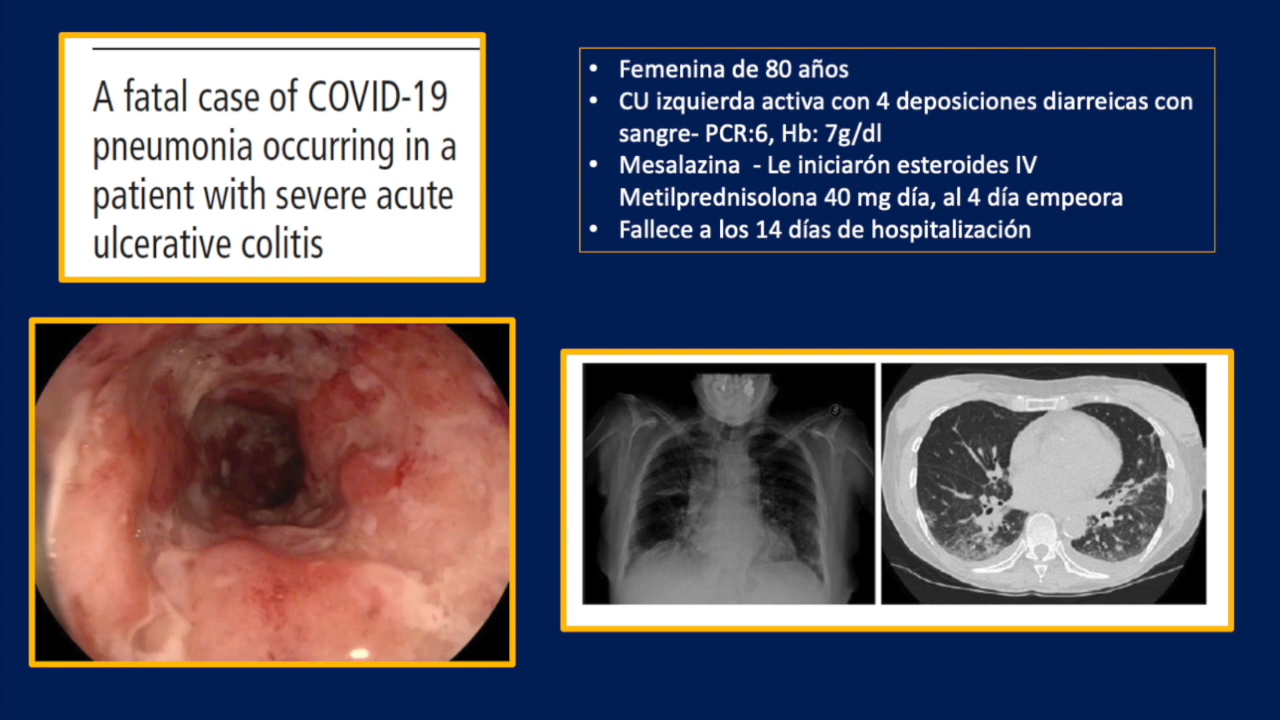 A fatal case of COVID-19
pneumonia occurring in a
patient with severe acute
ulcerative colitis
• Femenina de 80 años
• CU izquierda activa con 4 deposiciones diarreicas con
sangre- PCR:6, Hb: 7g/dl
• Mesalazina - Le iniciarón esteroides IV
Metilprednisolona 40 mg día, al 4 día empeora
• Fallece a los 14 días de hospitalización